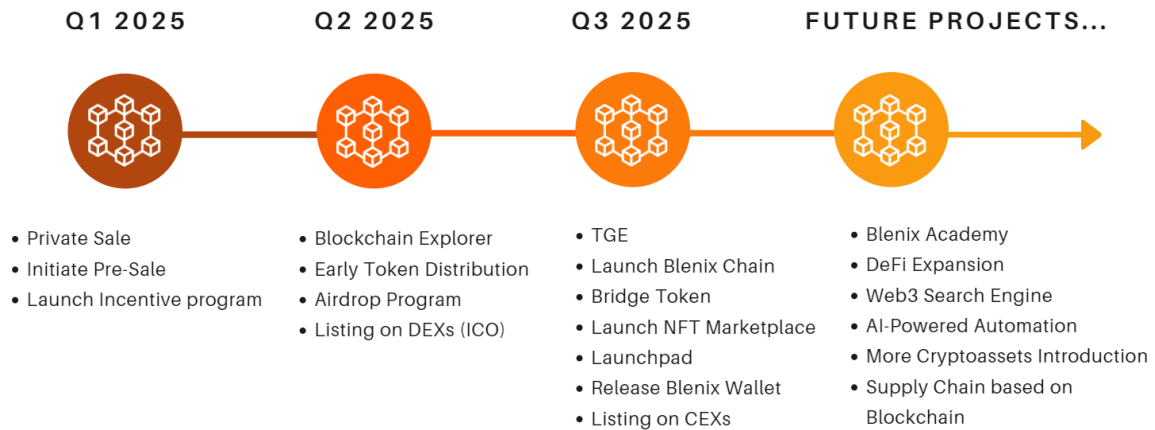 Q1 2025
Q2 2025
Q3 2025
FUTURE PROJECTS...
• Private Sale
• Initiate Pre-Sale
• Launch Incentive program
• Blockchain Explorer
• Early Token Distribution
• Airdrop Program
• Listing on DEXs (ICO)
• TGE
• Launch Blenix Chain
• Bridge Token
• Launch NFT Marketplace
• Launchpad
• Release Blenix Wallet
• Listing on CEXs
• Blenix Academy
• DeFi Expansion
• Web3 Search Engine
• AI-Powered Automation
• More Cryptoassets Introduction
• Supply Chain based on
Blockchain